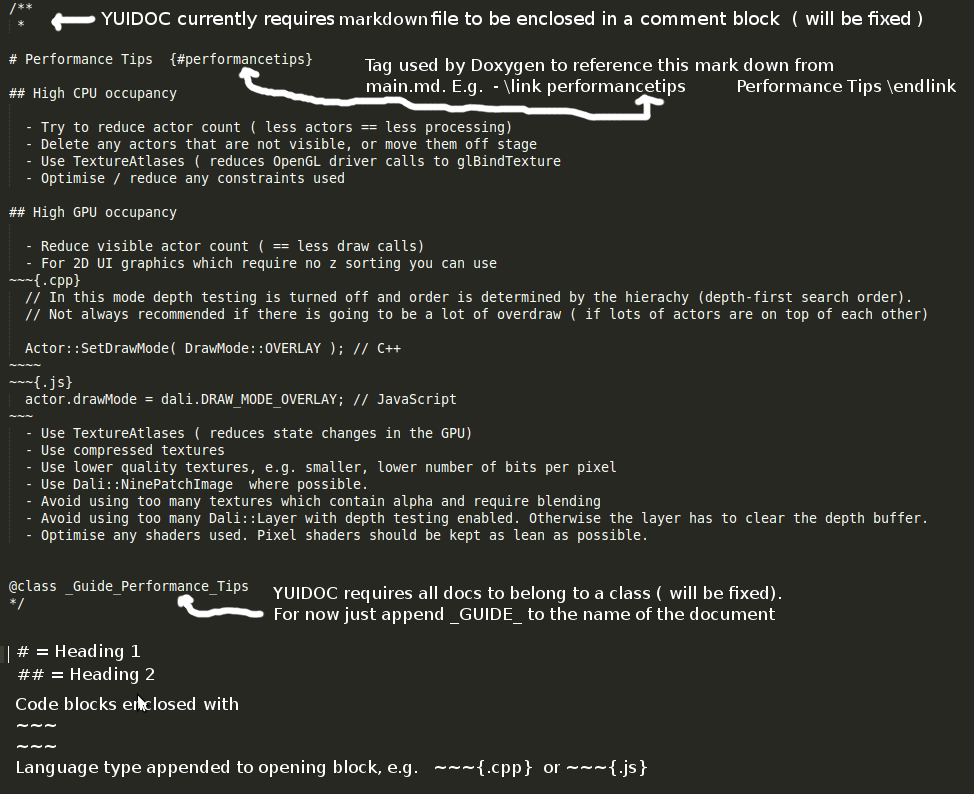 /**
 * YUIDOC currently requires markdown file to be enclosed in a comment block ( will be fixed )
# Performance Tips  {#performancetips}
Tag used by Doxygen to reference this mark down from
main.md. E.g. - \link performancetips Performance Tips \endlink
## High CPU occupancy
- Try to reduce actor count ( less actors == less processing)
- Delete any actors that are not visible, or move them off stage
- Use TextureAtlases ( reduces OpenGL driver calls to glBindTexture
- Optimise / reduce any constraints used
## High GPU occupancy
- Reduce visible actor count ( == less draw calls)
- For 2D UI graphics which require no z sorting you can use
~~~{.cpp}
// In this mode depth testing is turned off and order is determined by the hierachy (depth-first search order).
// Not always recommended if there is going to be a lot of overdraw ( if lots of actors are on top of each other)
Actor::SetDrawMode( DrawMode::OVERLAY ); // C++
~~~~
~~~{.js}
actor.drawMode = dali.DRAW_MODE_OVERLAY; // JavaScript
~~~
- Use TextureAtlases ( reduces state changes in the GPU)
- Use compressed textures
- Use lower quality textures, e.g. smaller, lower number of bits per pixel
- Use Dali::NinePatchImage  where possible.
- Avoid using too many textures which contain alpha and require blending
- Avoid using too many Dali::Layer with depth testing enabled. Otherwise the layer has to clear the depth buffer.
- Optimise any shaders used. Pixel shaders should be kept as lean as possible.
@class _Guide_Performance_Tips
*/
YUIDOC requires all docs to belong to a class ( will be fixed).
For now just append _GUIDE_ to the name of the document
# = Heading 1
## = Heading 2
Code blocks enclosed with
~~~
~~~
Language type appended to opening block, e.g. ~~~{.cpp} or ~~~{.js}